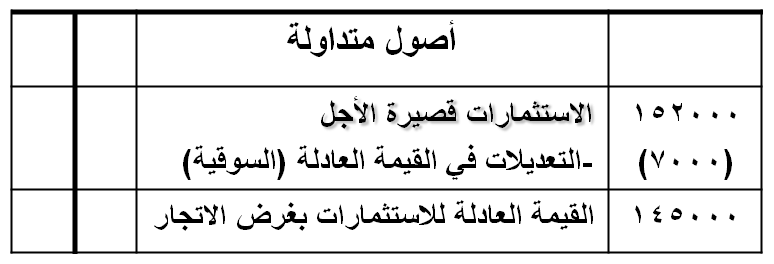 أصول متداولة
١٥٢٠٠٠ الاستثمارات قصيرة الأجل
(٧٠٠٠) -التعديلات في القيمة العادلة (السوقية)
١٤٥٠٠٠ القيمة العادلة للاستثمارات بغرض الاتجار